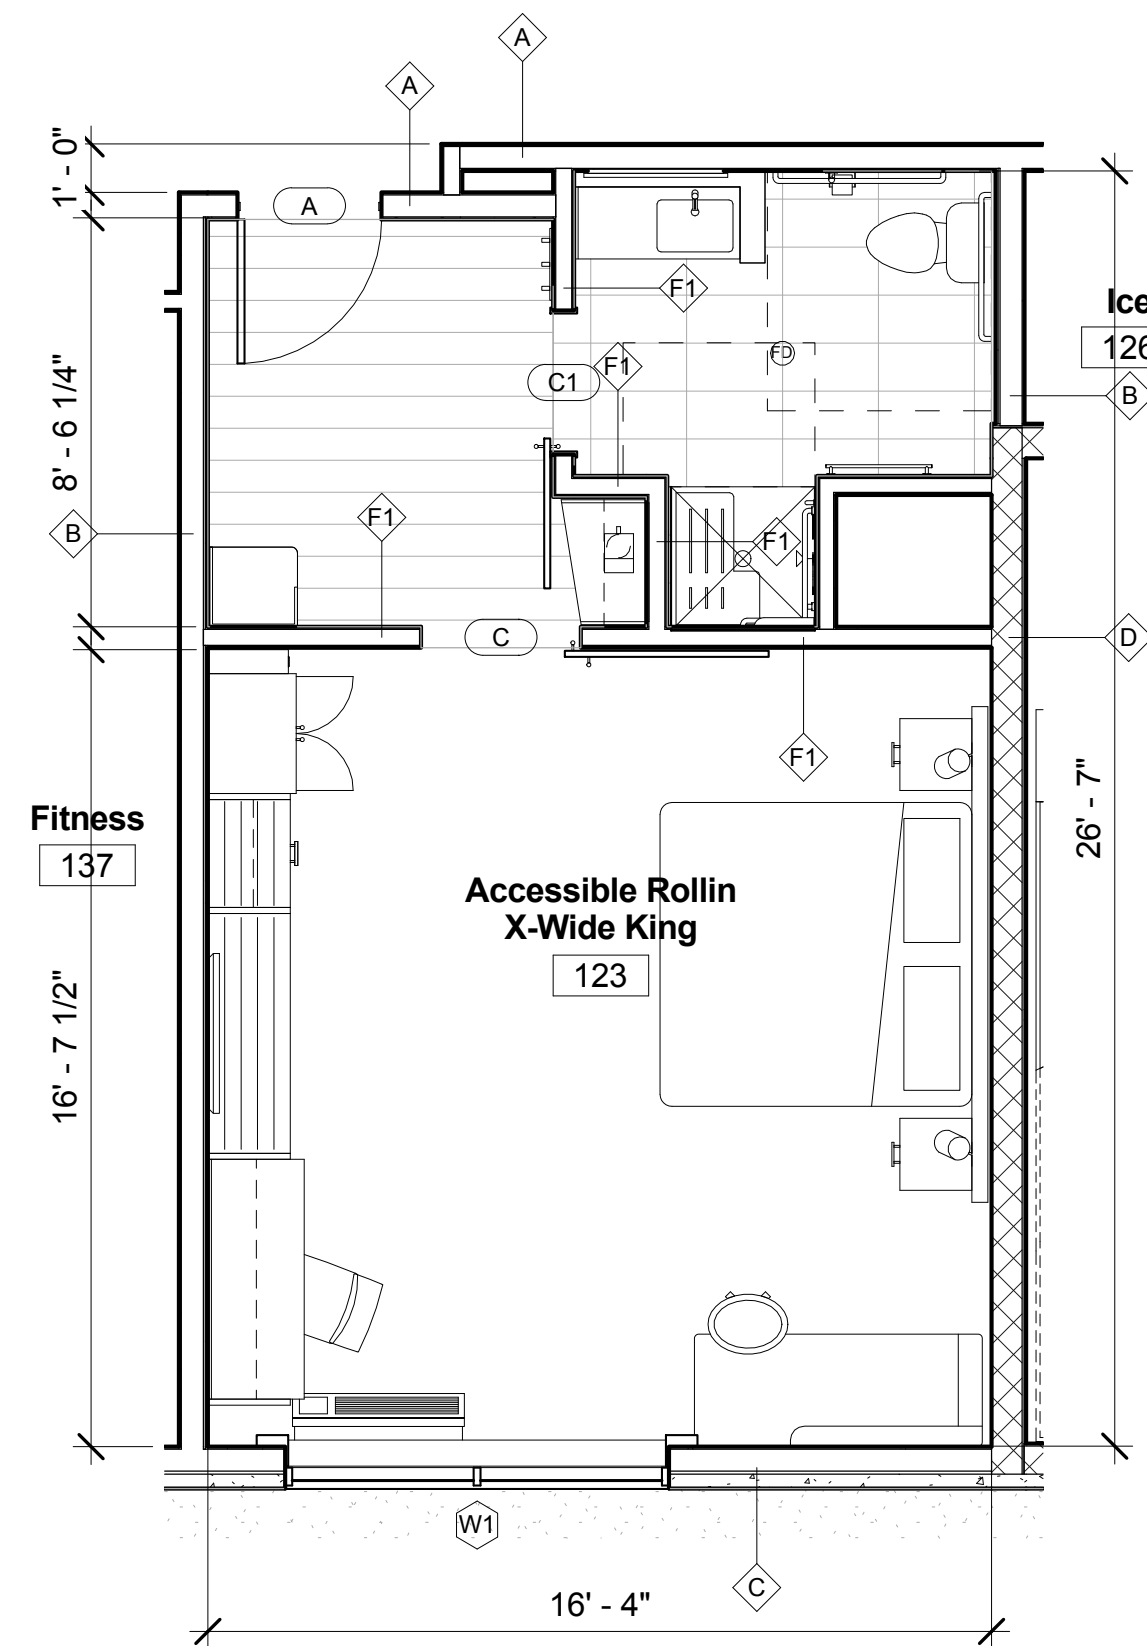 A
A
1' - 0"
A
F1
Ice
126
F1
FD
C1
B
8' - 6 1/4"
F1
B
F1
C
D
F1
26' - 7"
Fitness
137
Accessible Rollin
X-Wide King
123
16' - 7 1/2"
W1
C
16' - 4"